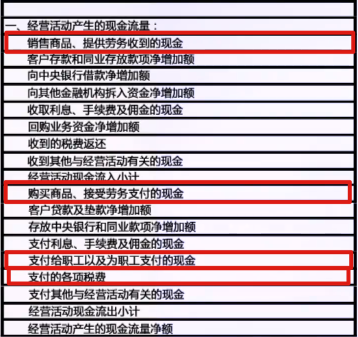 一、经营活动产生的现金流量：
销售商品、提供劳务收到的现金
客户存款和同业存放款项净增加额
向中央银行借款净增加额
向其他金融机构拆入资金净增加额
收取利息、手续费及佣金的现金
回购业务资金净增加额
收到的税费返还
收到其他与经营活动有关的现金
经营活动现金流入小计
购买商品、接受劳务支付的现金
客户贷款及垫款净增加额
存放中央银行和同业款项净增加额
支付利息、手续费及佣金的现金
支付给职工以及为职工支付的现金
支付的各项税费
支付其他与经营活动有关的现金
经营活动现金流出小计
经营活动产生的现金流量净额